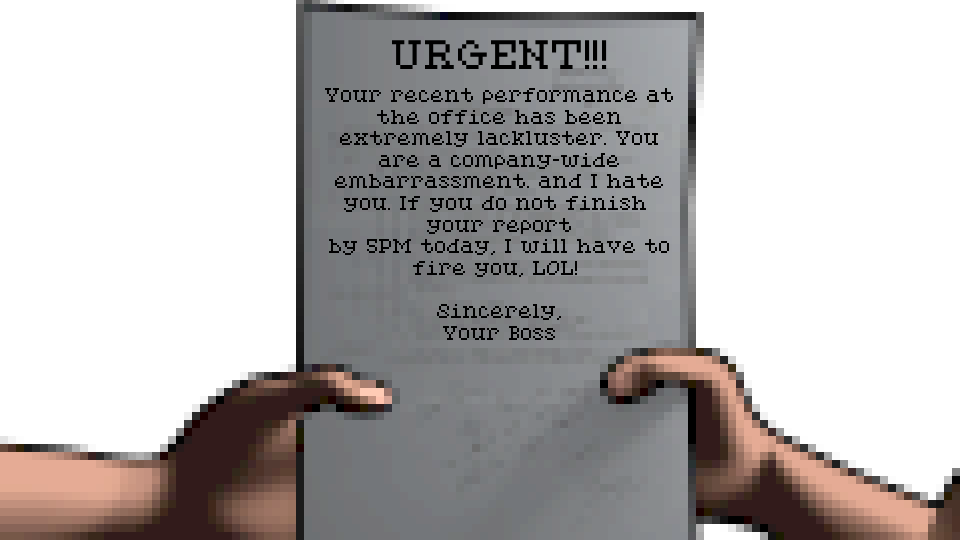 URGENT!!!
Your recent performance at
the office has been
extremely lackluster. You
are a company-wide
embarrassment. and I hate
you. If you do not finish
your report
by 5PM today, I will have to
fire you, LOL!
Sincerely,
Your Boss